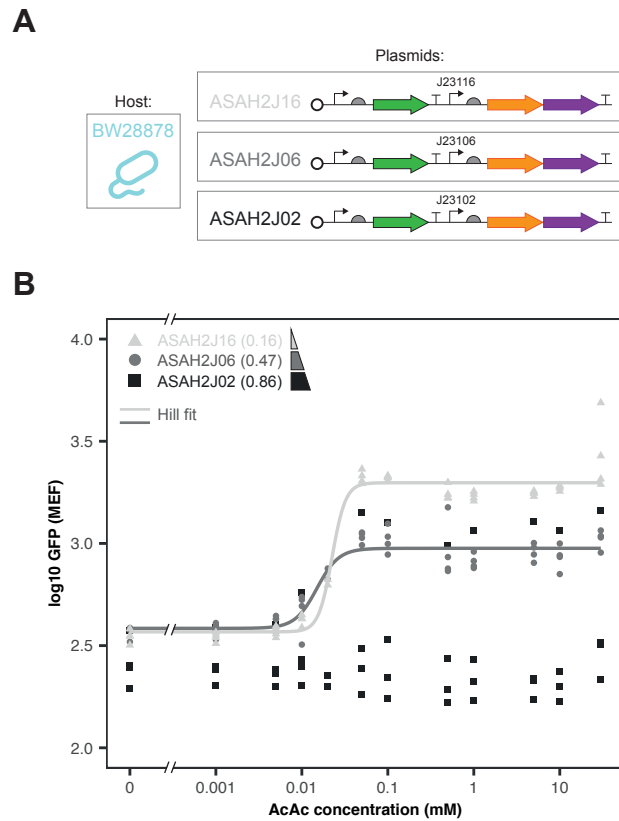 A
Plasmids:
Host:
BW28878
ASAH2J16
J23116
ASAH2J06
J23106
ASAH2J02
J23102
B
ASAH2J16 (0.16)
ASAH2J06 (0.47)
ASAH2J02 (0.86)
Hill fit
log10 GFP (MEF)
4.0
3.5
3.0
2.5
2.0
0
0.001
0.01
0.1
1
10
AcAc concentration (mM)